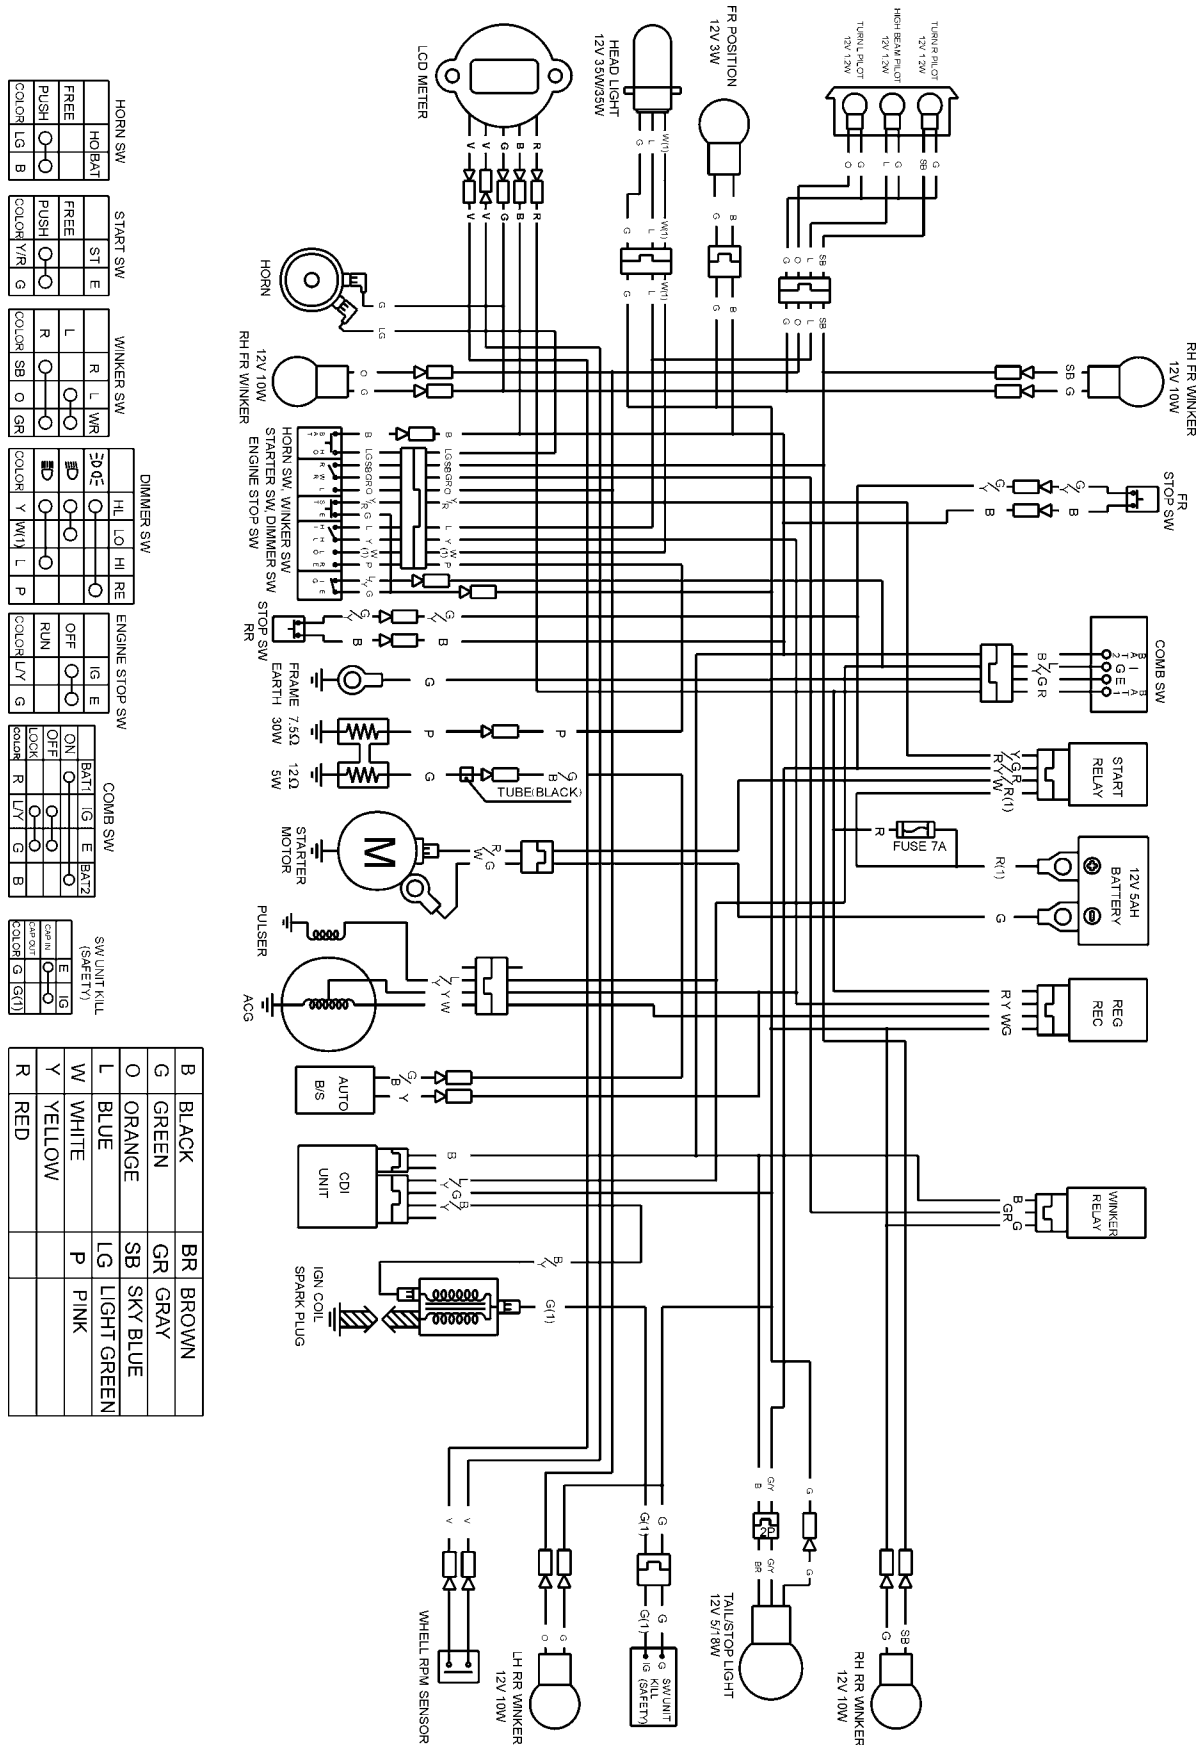 TURN L PILOT
12V 1.2W
HIGH BEAM PILOT
12V 1.2W
TURN R PILOT
12V 1.2W
FR POSITION
12V 3W
HEAD LIGHT
12V 35W/35W
LCD METER
HORN
12V 10W
RH FR WINKER
RH FR WINKER
12V 10W
FR
STOP SW
HORN SW, WINKER SW
STARTER SW, DIMMER SW
ENGINE STOP SW
STOP SW
RR
FRAME
EARTH
7.5Ω
30W
12Ω
5W
TUBE(BLACK)
COMB SW
START
RELAY
FUSE 7A
12V 5AH
BATTERY
STARTER
MOTOR
M
PULSER
ACG
REG
REC
AUTO
B/S
CDI
UNIT
WINKER
RELAY
IGN COIL
SPARK PLUG
G(1)
WHELL RPM SENSOR
LH RR WINKER
12V 10W
SW UNIT
KILL
(SAFETY)
G
IG
2P
TAIL/STOP LIGHT
12V 5/18W
RH RR WINKER
12V 10W
HORN SW
HO BAT
FREE
PUSH
COLOR LG B
START SW
ST E
FREE
PUSH
COLOR Y/R G
WINKER SW
R L WR
L
R
COLOR SB O GR
DIMMER SW
HL LO HI RE
COLOR Y W(1) L P
ENGINE STOP SW
IG E
OFF
RUN
COLOR L/Y G
COMB SW
BAT1 IG E BAT2
ON
OFF
LOCK
COLOR R L/Y G B
SW UNIT KILL
(SAFETY)
E IG
CAP IN
CAP OUT
COLOR G G(1)
B BLACK BR BROWN
G GREEN GR GRAY
O ORANGE SB SKY BLUE
L BLUE LG LIGHT GREEN
W WHITE P PINK
Y YELLOW
R RED